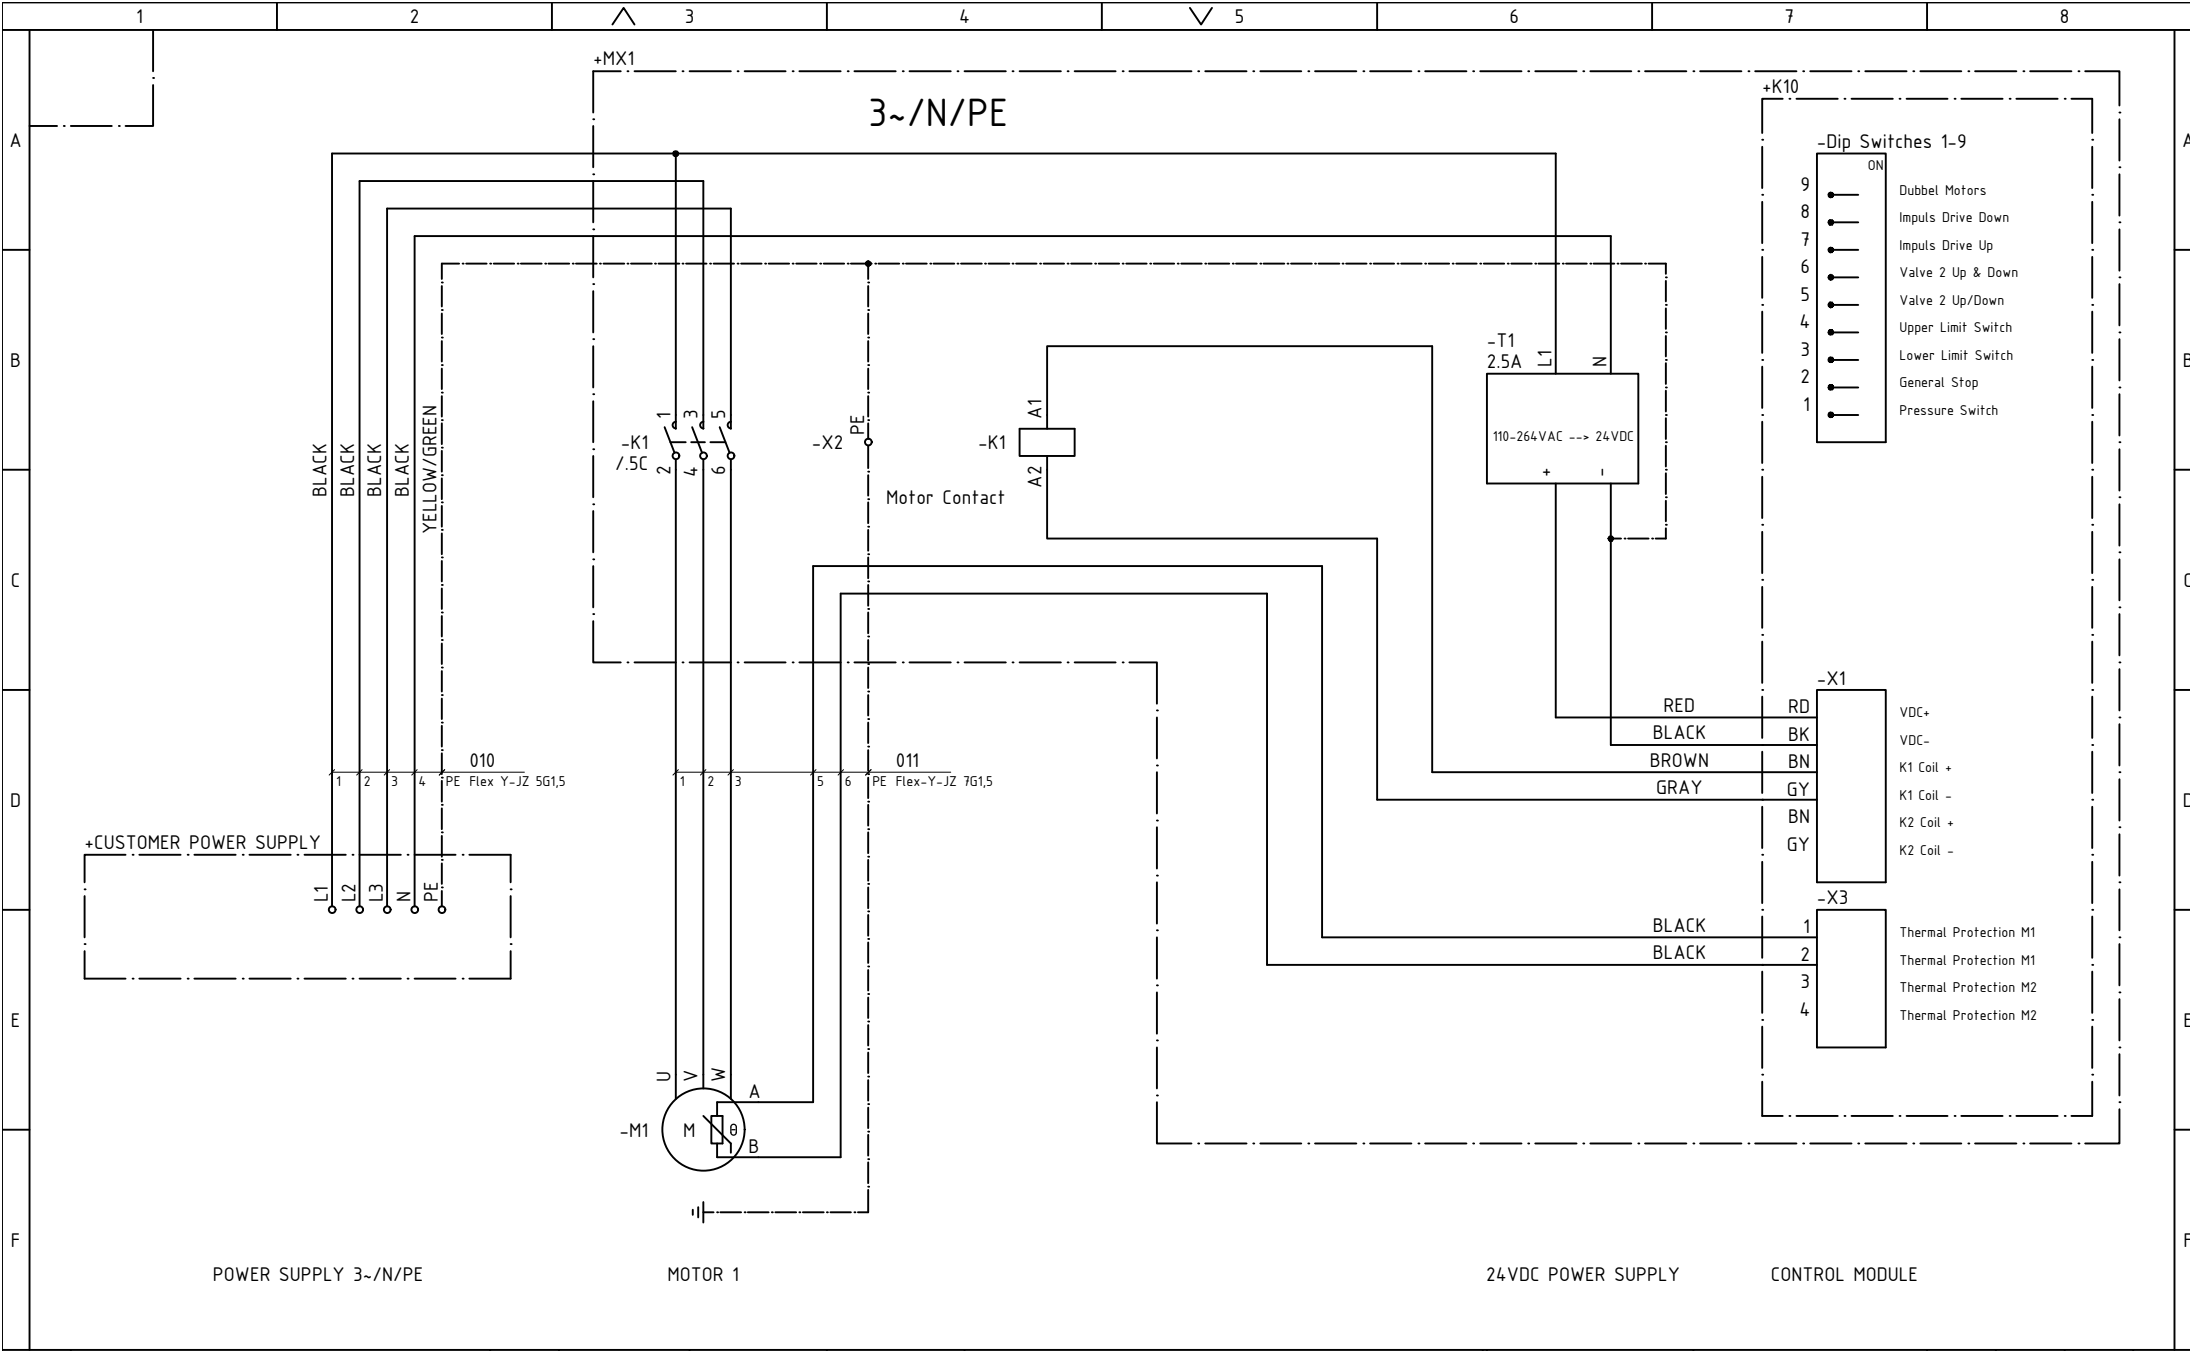 1 2 3 4 5 6 7 8
+MX1
3~/N/PE
+K10
A
-Dip Switches 1-9
ON
9 Dubbel Motors
8 Impuls Drive Down
7 Impuls Drive Up
6 Valve 2 Up & Down
5 Valve 2 Up/Down
4 Upper Limit Switch
3 Lower Limit Switch
2 General Stop
1 Pressure Switch
B
-T1
2.5A
L1 N
110-264VAC --> 24VDC
+ -
BLACK
BLACK
BLACK
BLACK
YELLOW/GREEN
1 3 5
-K1
/.5C
2 4 6
-X2
PE
-K1
A1
A2
Motor Contact
C
-X1
RED RD VDC+
BLACK BK VDC-
BROWN BN K1 Coil +
GRAY GY K1 Coil -
BN K2 Coil +
GY K2 Coil -
D
010
1 2 3 4 PE Flex Y-JZ 5G1,5
011
1 2 3 5 6 PE Flex-Y-JZ 7G1,5
+CUSTOMER POWER SUPPLY
L1 L2 L3 N PE
-X3
BLACK 1 Thermal Protection M1
BLACK 2 Thermal Protection M1
3 Thermal Protection M2
4 Thermal Protection M2
E
U V W
A
-M1 M θ
B
F
POWER SUPPLY 3~/N/PE
MOTOR 1
24VDC POWER SUPPLY
CONTROL MODULE
A
B
C
D
E
F